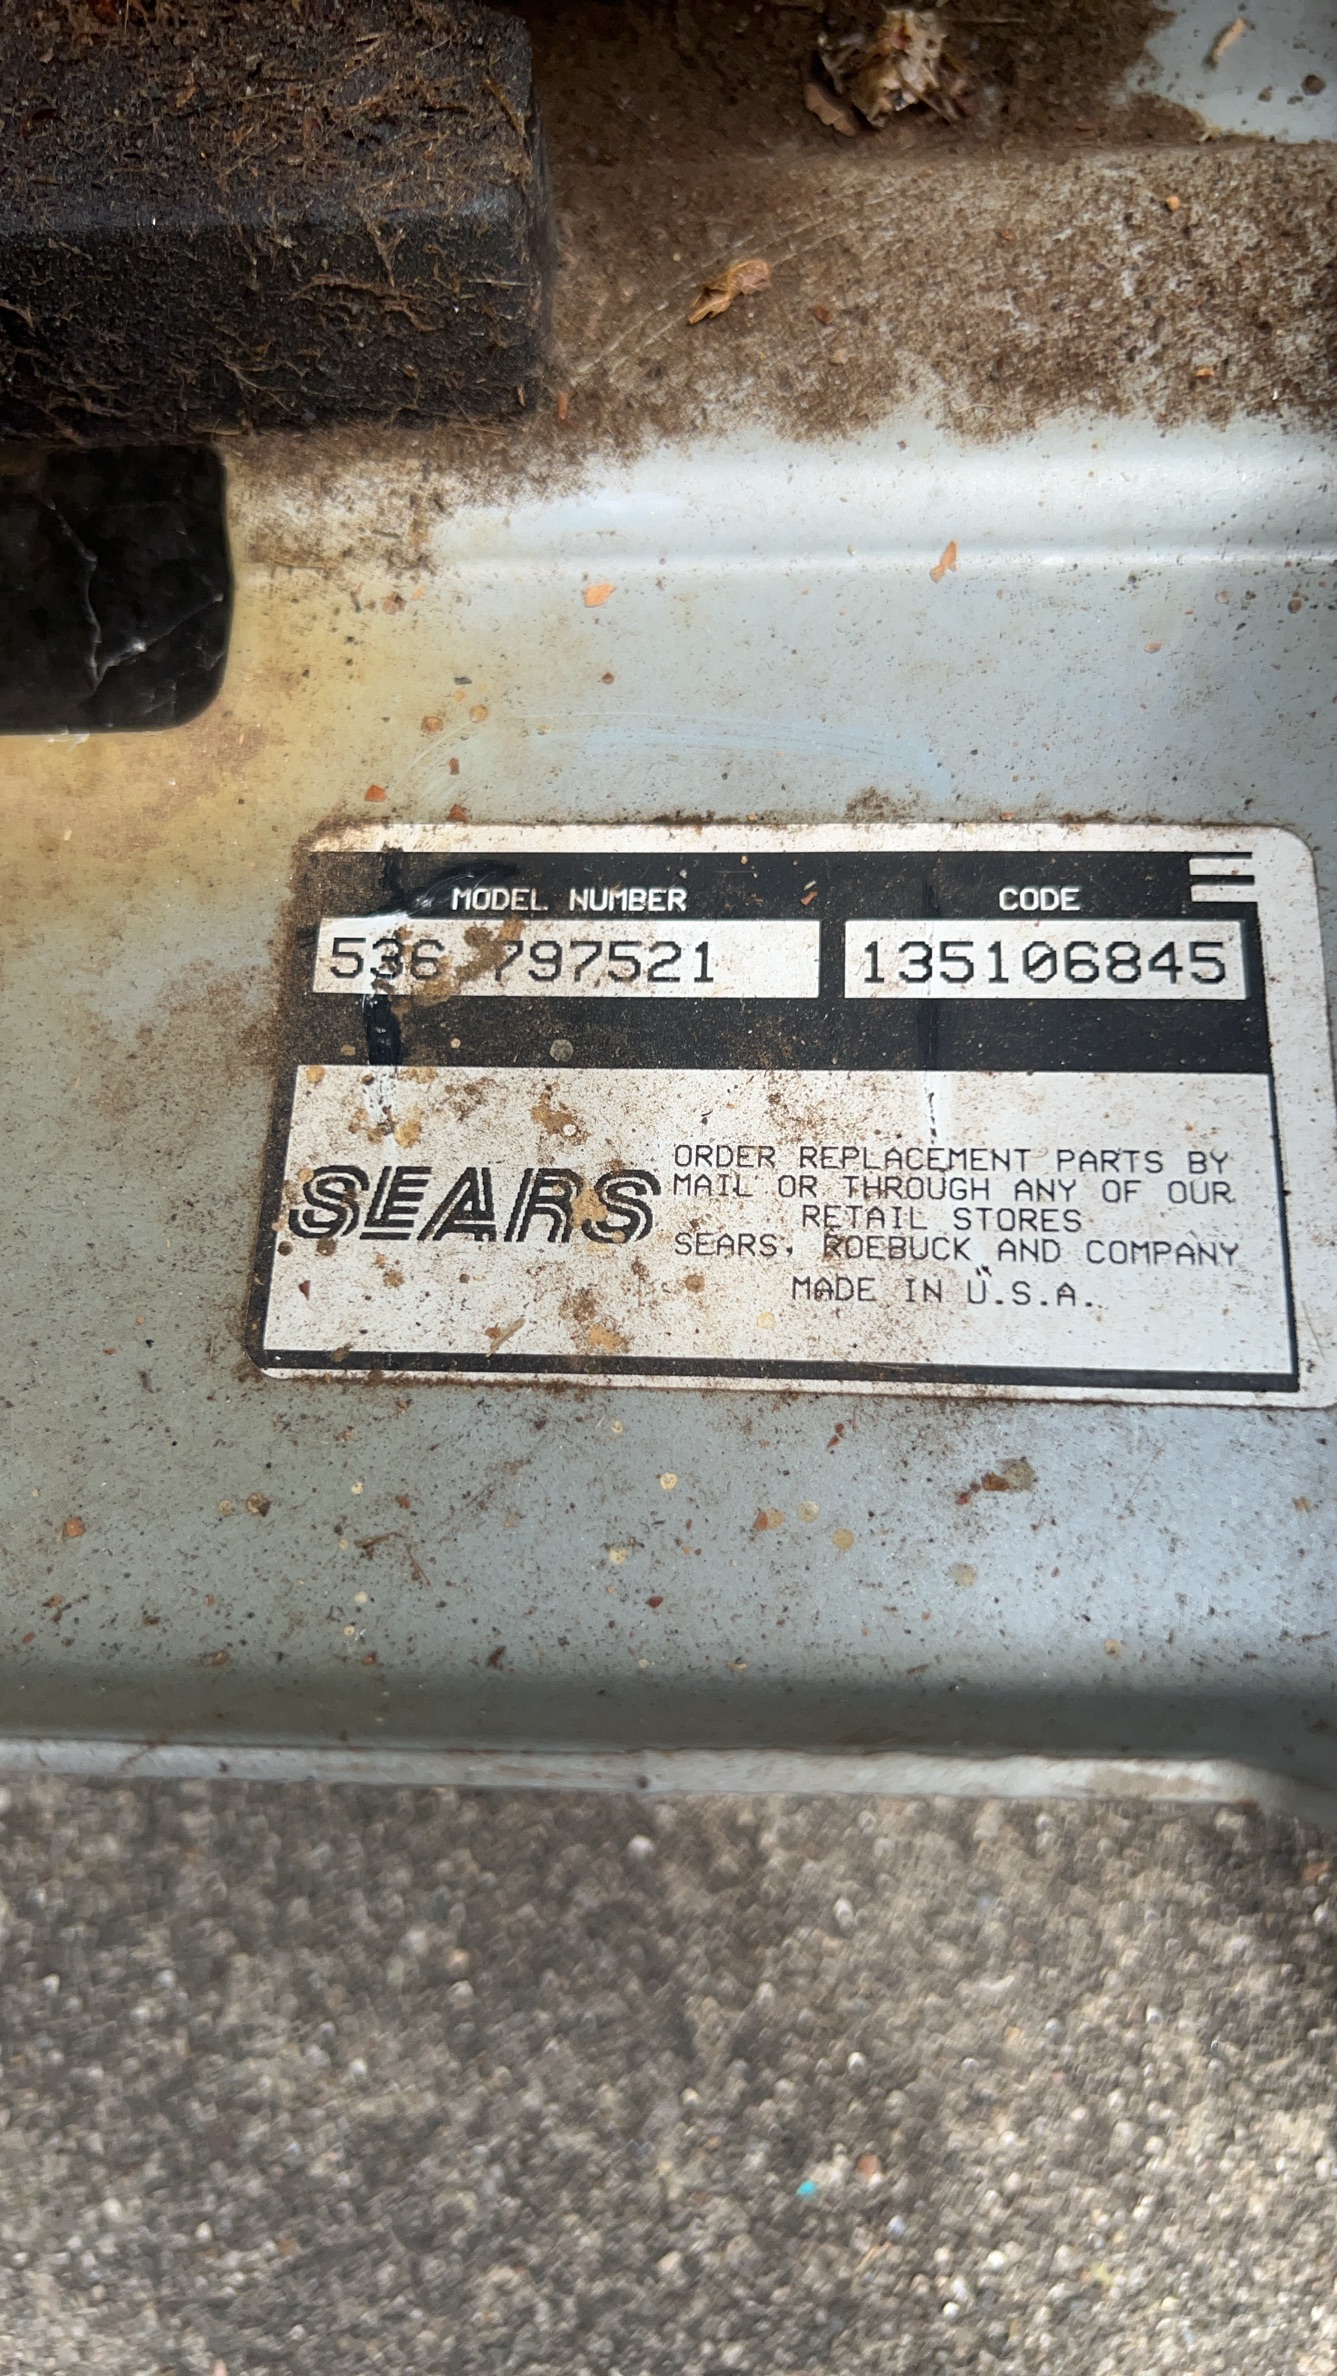 MODEL NUMBER CODE
536 797521 135106845
SEARS
ORDER REPLACEMENT PARTS BY
MAIL OR THROUGH ANY OF OUR
RETAIL STORES
SEARS, ROEBUCK AND COMPANY
MADE IN U.S.A.